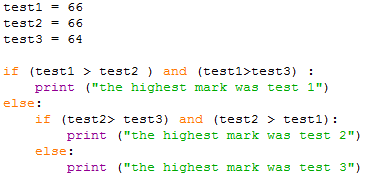 test1 = 66
test2 = 66
test3 = 64

if (test1 > test2 ) and (test1>test3) :
    print ("the highest mark was test 1")
else:
    if (test2> test3) and (test2 > test1):
        print ("the highest mark was test 2")
    else:
        print ("the highest mark was test 3")